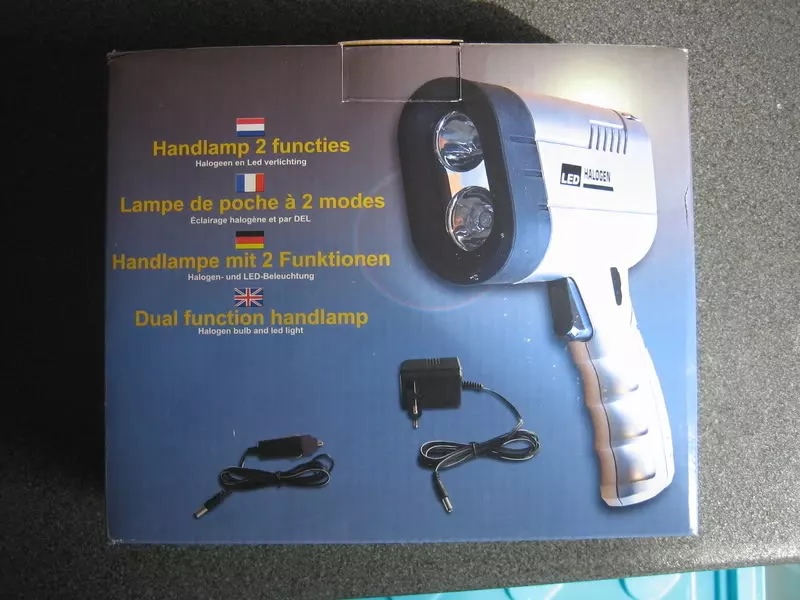 Handlamp 2 functies
Halogeen en Led verlichting
Lampe de poche à 2 modes
Éclairage halogène et par DEL
Handlampe mit 2 Funktionen
Halogen- und LED-Beleuchtung
Dual function handlamp
Halogen bulb and led light
LED HALOGEN